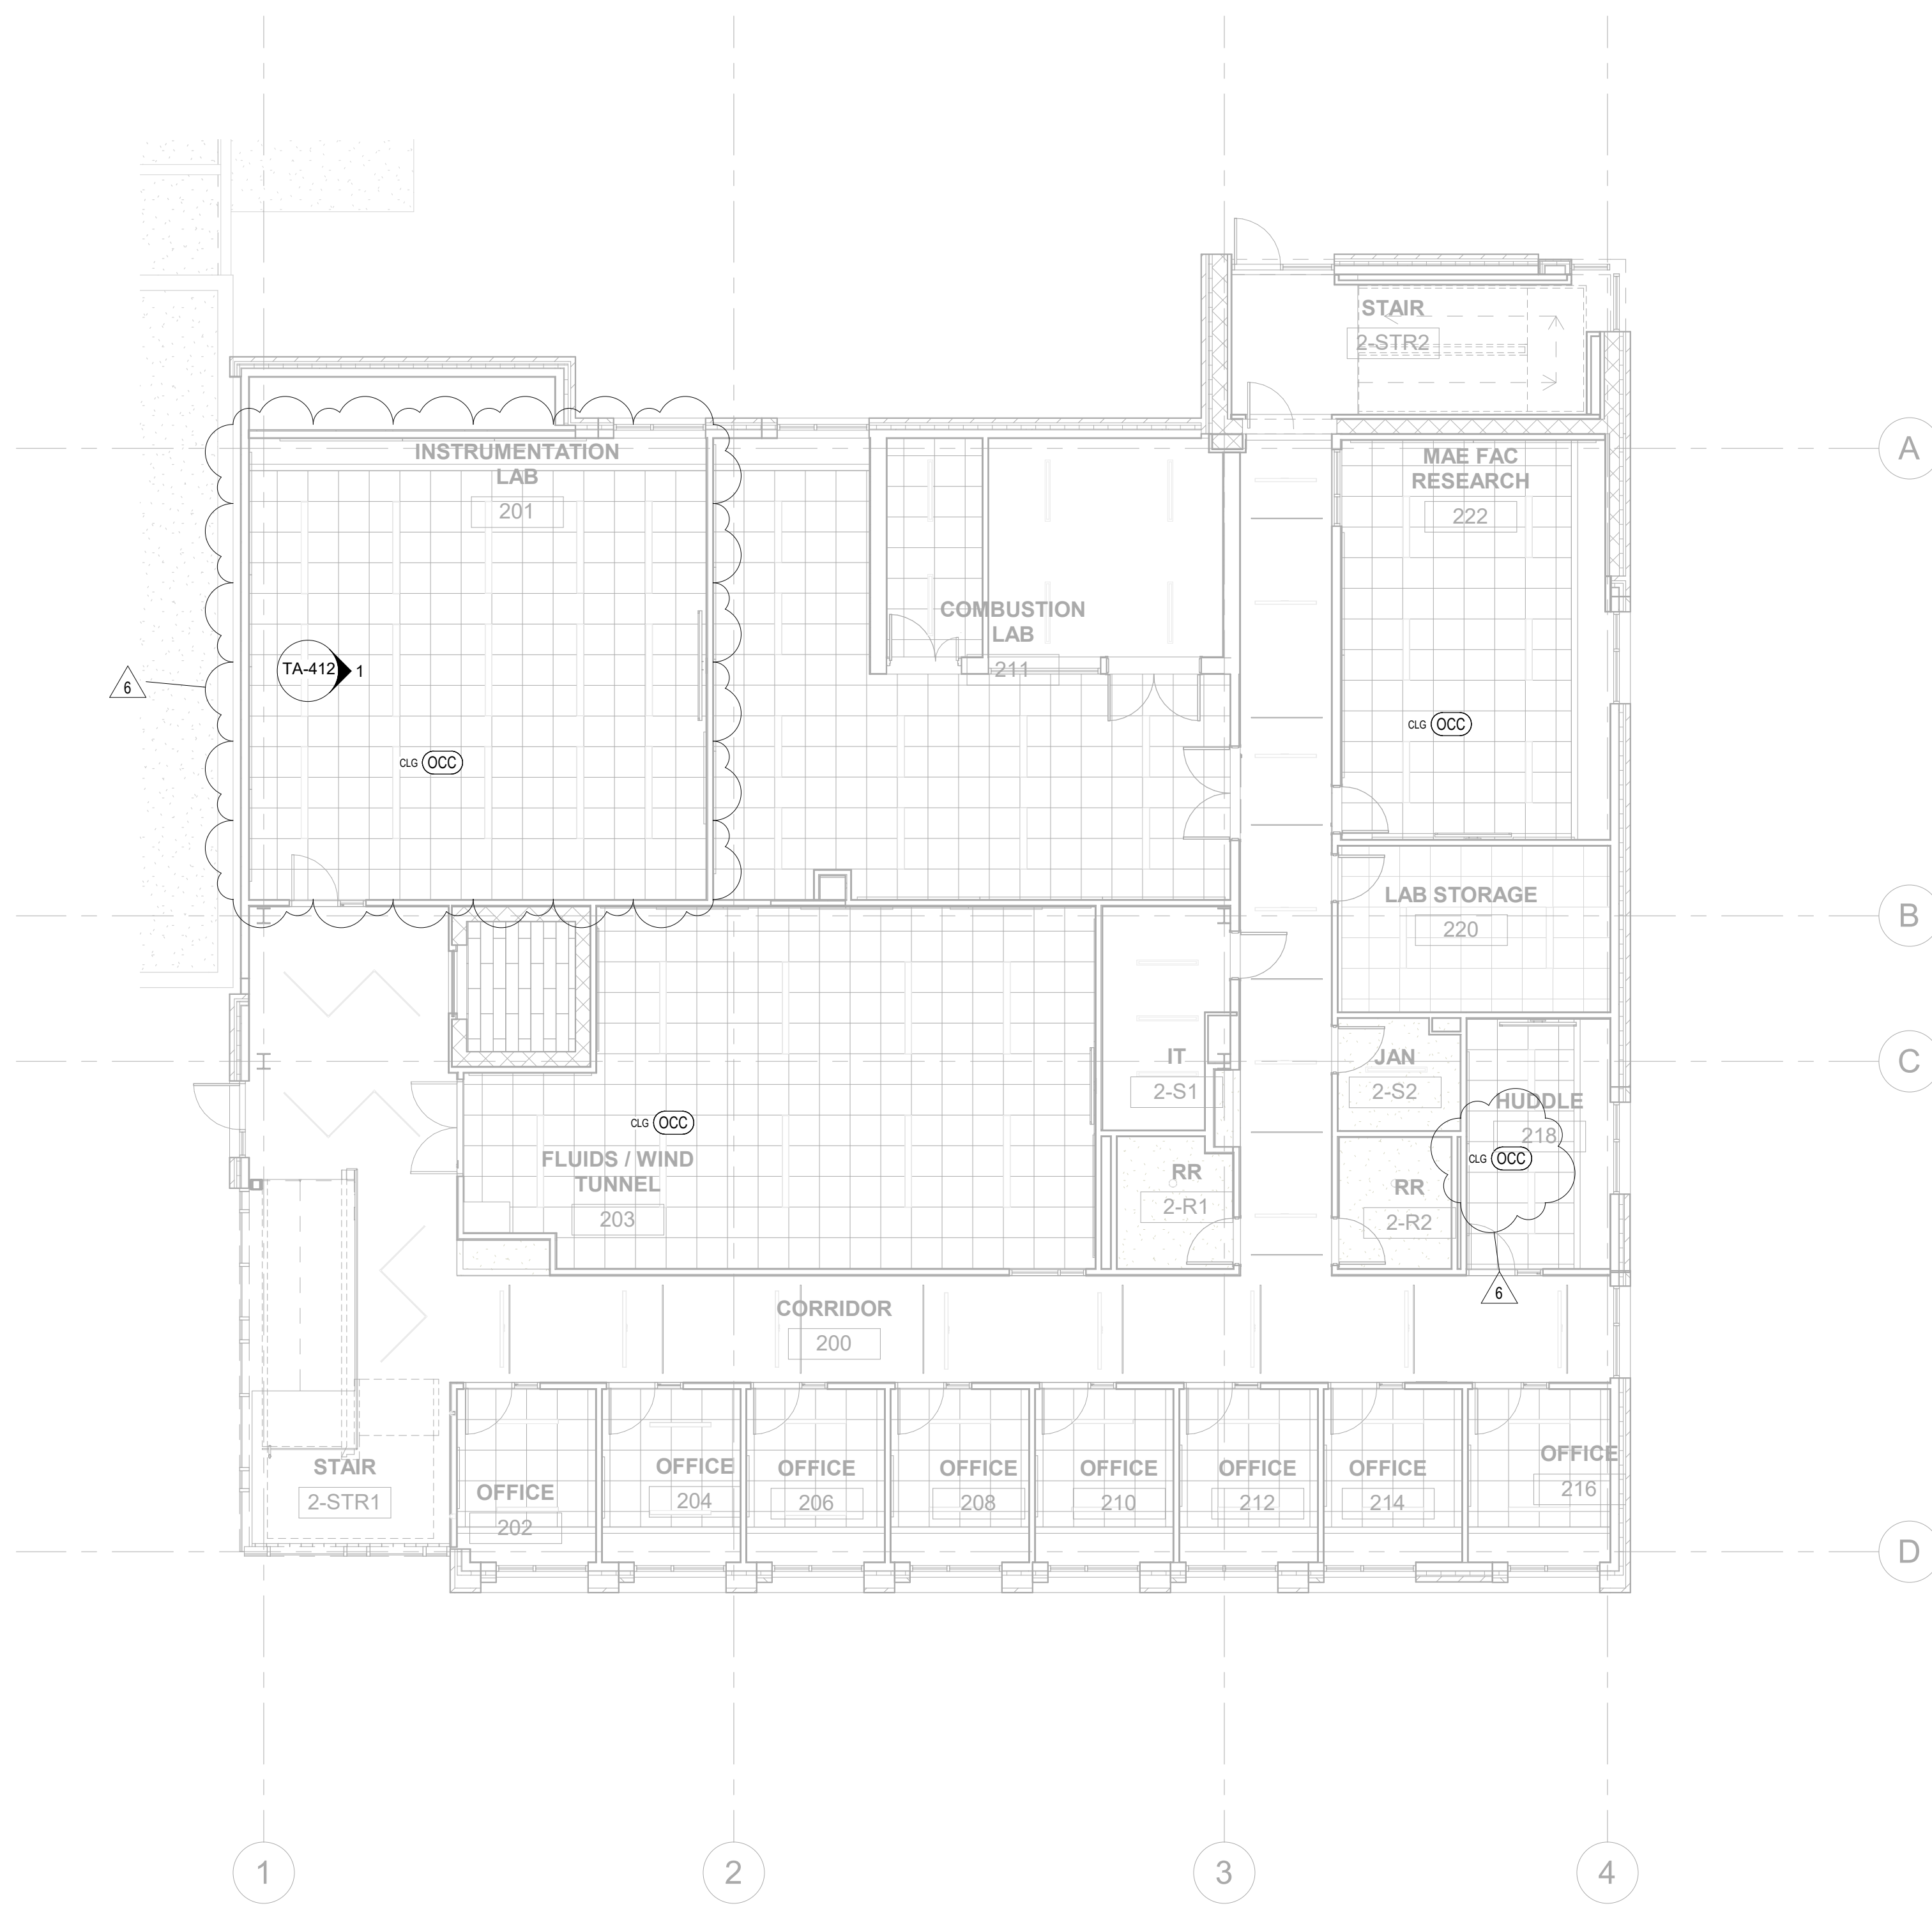 STAIR
2-STR2
A
INSTRUMENTATION
LAB
201
MAE FAC
RESEARCH
222
COMBUSTION
LAB
211
TA-412
1
6
CLG OCC
CLG OCC
LAB STORAGE
220
B
IT
2-S1
JAN
2-S2
C
HUDDLE
218
CLG OCC
CLG OCC
FLUIDS / WIND
TUNNEL
203
RR
2-R1
RR
2-R2
6
CORRIDOR
200
STAIR
2-STR1
OFFICE
202
OFFICE
204
OFFICE
206
OFFICE
208
OFFICE
210
OFFICE
212
OFFICE
214
OFFICE
216
D
1
2
3
4